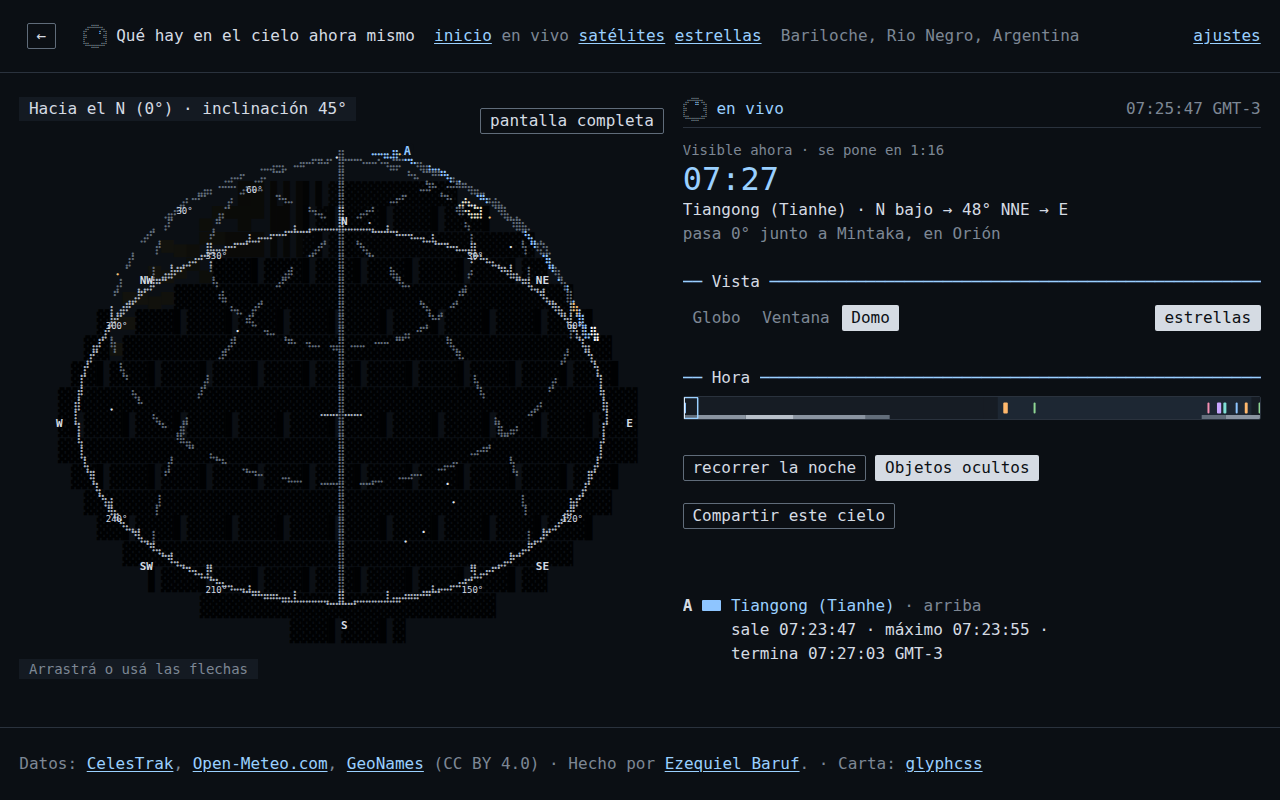 ← Qué hay en el cielo ahora mismo inicio en vivo satélites estrellas Bariloche, Rio Negro, Argentina ajustes
Hacia el N (0°) · inclinación 45°
pantalla completa
A
60°
30°
N
330°
30°
NW
NE
300°
60°
W
E
240°
120°
SW
SE
210°
150°
S
Arrastrá o usá las flechas
en vivo 07:25:47 GMT-3
Visible ahora · se pone en 1:16
07:27
Tiangong (Tianhe) · N bajo → 48° NNE → E
pasa 0° junto a Mintaka, en Orión
Vista
Globo Ventana Domo estrellas
Hora
recorrer la noche Objetos ocultos
Compartir este cielo
A Tiangong (Tianhe) · arriba
sale 07:23:47 · máximo 07:23:55 ·
termina 07:27:03 GMT-3
Datos: CelesTrak, Open-Meteo.com, GeoNames (CC BY 4.0) · Hecho por Ezequiel Baruf. · Carta: glyphcss